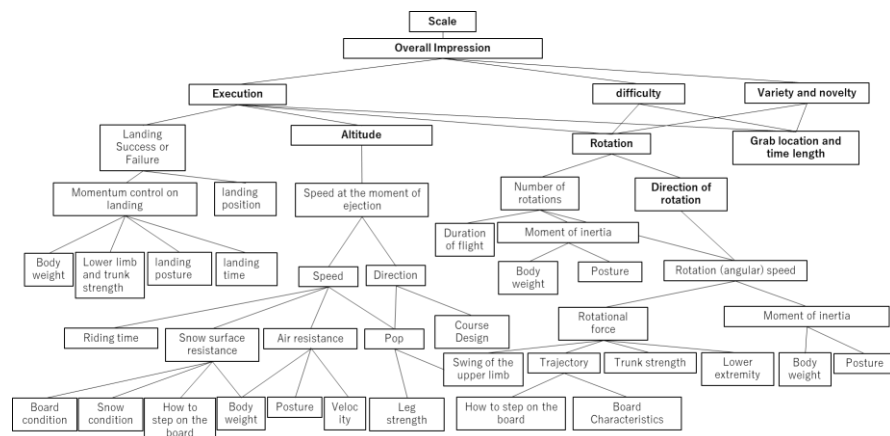 Scale
Overall Impression
Execution
difficulty
Variety and novelty
Landing
Success or
Failure
Altitude
Rotation
Grab location and
time length
Momentum control on
landing
landing
position
Speed at the moment of
ejection
Number of
rotations
Direction of
rotation
Duration
of flight
Moment of inertia
Body
weight
Lower limb
and trunk
strength
landing
posture
landing
time
Speed
Direction
Body
weight
Posture
Rotation (angular) speed
Riding time
Snow surface
resistance
Air resistance
Pop
Course
Design
Rotational
force
Moment of inertia
Swing of the
upper limb
Trajectory
Trunk strength
Lower
extremity
Body
weight
Posture
Board
condition
Snow
condition
How to
step on
the board
Body
weight
Posture
Veloc
ity
Leg
strength
How to step on the
board
Board
Characteristics